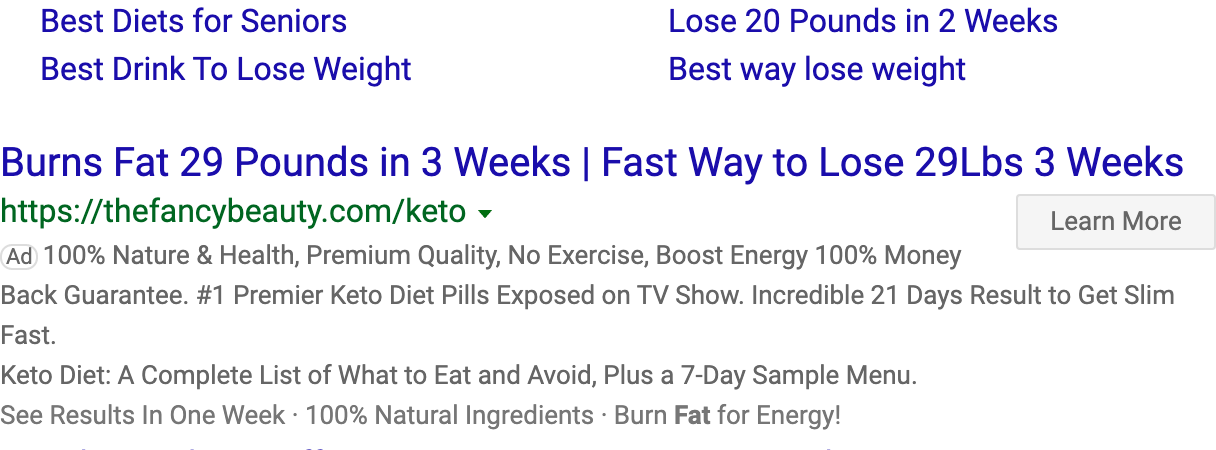 Best Diets for Seniors
Lose 20 Pounds in 2 Weeks
Best Drink To Lose Weight
Best way lose weight
Burns Fat 29 Pounds in 3 Weeks | Fast Way to Lose 29Lbs 3 Weeks
https://thefancybeauty.com/keto
Learn More
Ad 100% Nature & Health, Premium Quality, No Exercise, Boost Energy 100% Money
Back Guarantee. #1 Premier Keto Diet Pills Exposed on TV Show. Incredible 21 Days Result to Get Slim
Fast.
Keto Diet: A Complete List of What to Eat and Avoid, Plus a 7-Day Sample Menu.
See Results In One Week · 100% Natural Ingredients · Burn Fat for Energy!